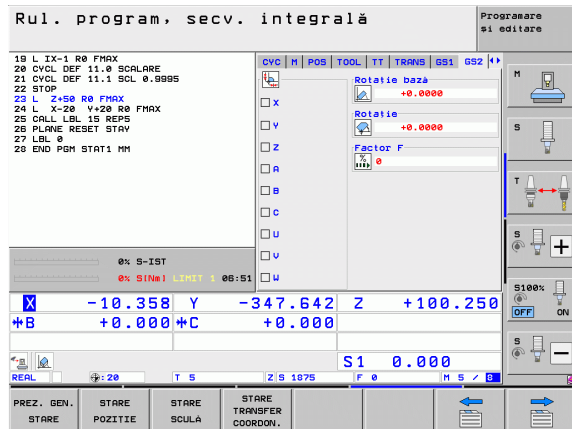 Rul. program, secv. integrală
Programare
și editare
19 L IX-1 R0 FMAX
20 CYCL DEF 11.0 SCALARE
21 CYCL DEF 11.1 SCL 0.9995
22 STOP
23 L Z+50 R0 FMAX
24 L X-20 Y+20 R0 FMAX
25 CALL LBL 15 REP5
26 PLANE RESET STAY
27 LBL 0
28 END PGM STAT1 MM
0% S-IST
0% S[Nm] LIMIT 1 06:51
CYC M POS TOOL TT TRANS GS1 GS2
X
Y
Z
A
B
C
U
V
W
Rotație bază
+0.0000
Rotație
+0.0000
Factor F
% 0
M
S
T
S
S100%
OFF ON
S
X -10.358 Y -347.642 Z +100.250
B +0.000 C +0.000
S1 0.000
REAL : 20 T 5 Z S 1875 F 0 M 5 / 8
PREZ. GEN.
STARE
STARE
POZITIE
STARE
SCULĂ
STARE
TRANSFER
COORDON.